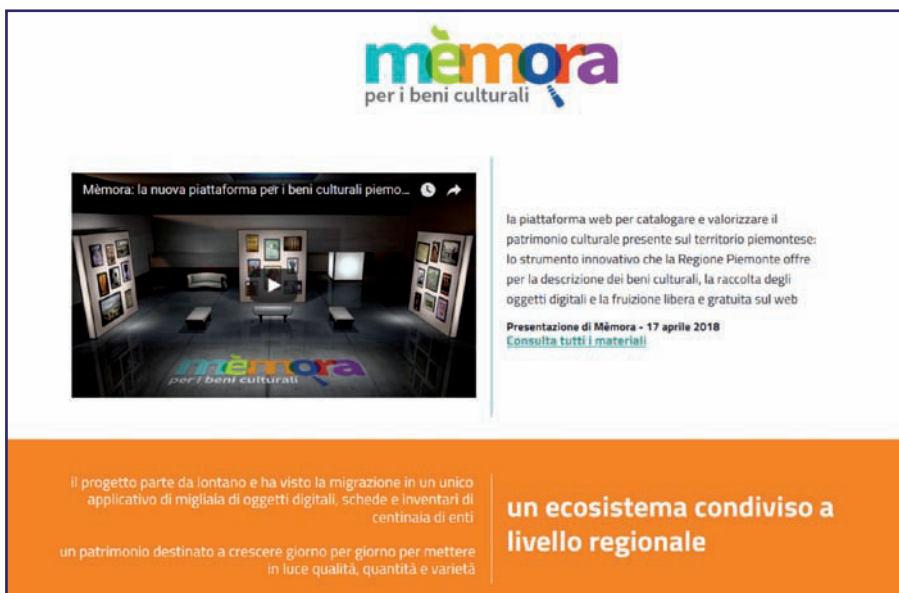 mèmora
per i beni culturali
Mèmora: la nuova piattaforma per i beni culturali piemo...
mèmora
per i beni culturali
la piattaforma web per catalogare e valorizzare il
patrimonio culturale presente sul territorio piemontese:
lo strumento innovativo che la Regione Piemonte offre
per la descrizione dei beni culturali, la raccolta degli
oggetti digitali e la fruizione libera e gratuita sul web
Presentazione di Mèmora - 17 aprile 2018
Consulta tutti i materiali
il progetto parte da lontano e ha visto la migrazione in un unico
applicativo di migliaia di oggetti digitali, schede e inventari di
centinaia di enti
un patrimonio destinato a crescere giorno per giorno per mettere
in luce qualità, quantità e varietà
un ecosistema condiviso a
livello regionale